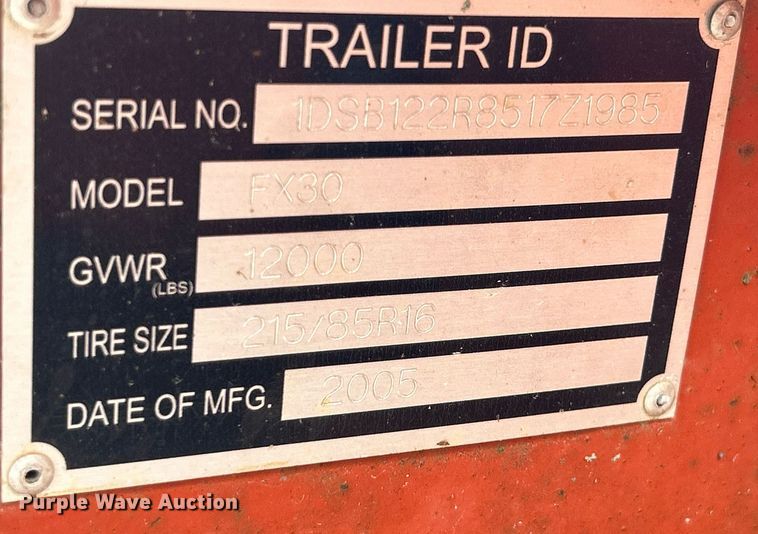 TRAILER ID
SERIAL NO. 1DSB122R8517Z1985
MODEL FX30
GVWR (LBS) 12000
TIRE SIZE 215/85R16
DATE OF MFG. 2005
Purple Wave Auction